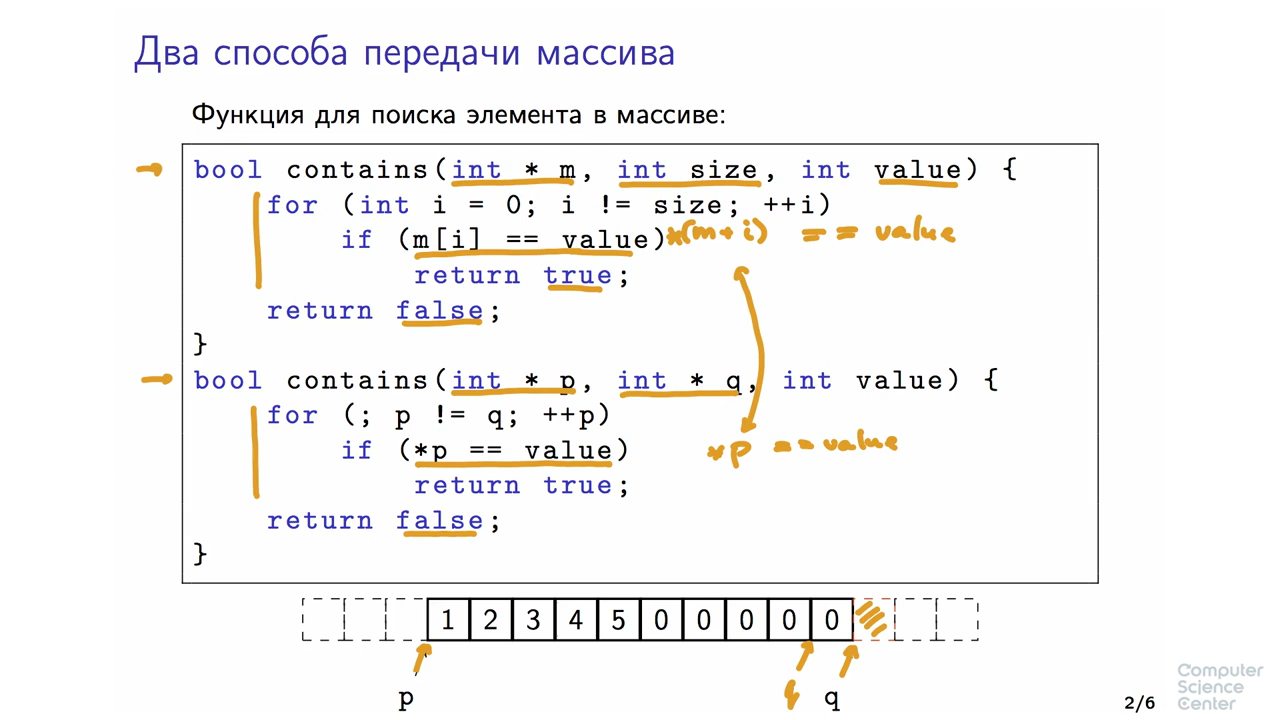 Два способа передачи массива
Функция для поиска элемента в массиве:
bool contains(int * m, int size, int value) {
for (int i = 0; i != size; ++i)
if (m[i] == value) *(m+i) == value
return true;
return false;
}
bool contains(int * p, int * q, int value) {
for (; p != q; ++p)
if (*p == value) *p == value
return true;
return false;
}
1 2 3 4 5 0 0 0 0 0
p q q
2/6
Computer
Science
Center